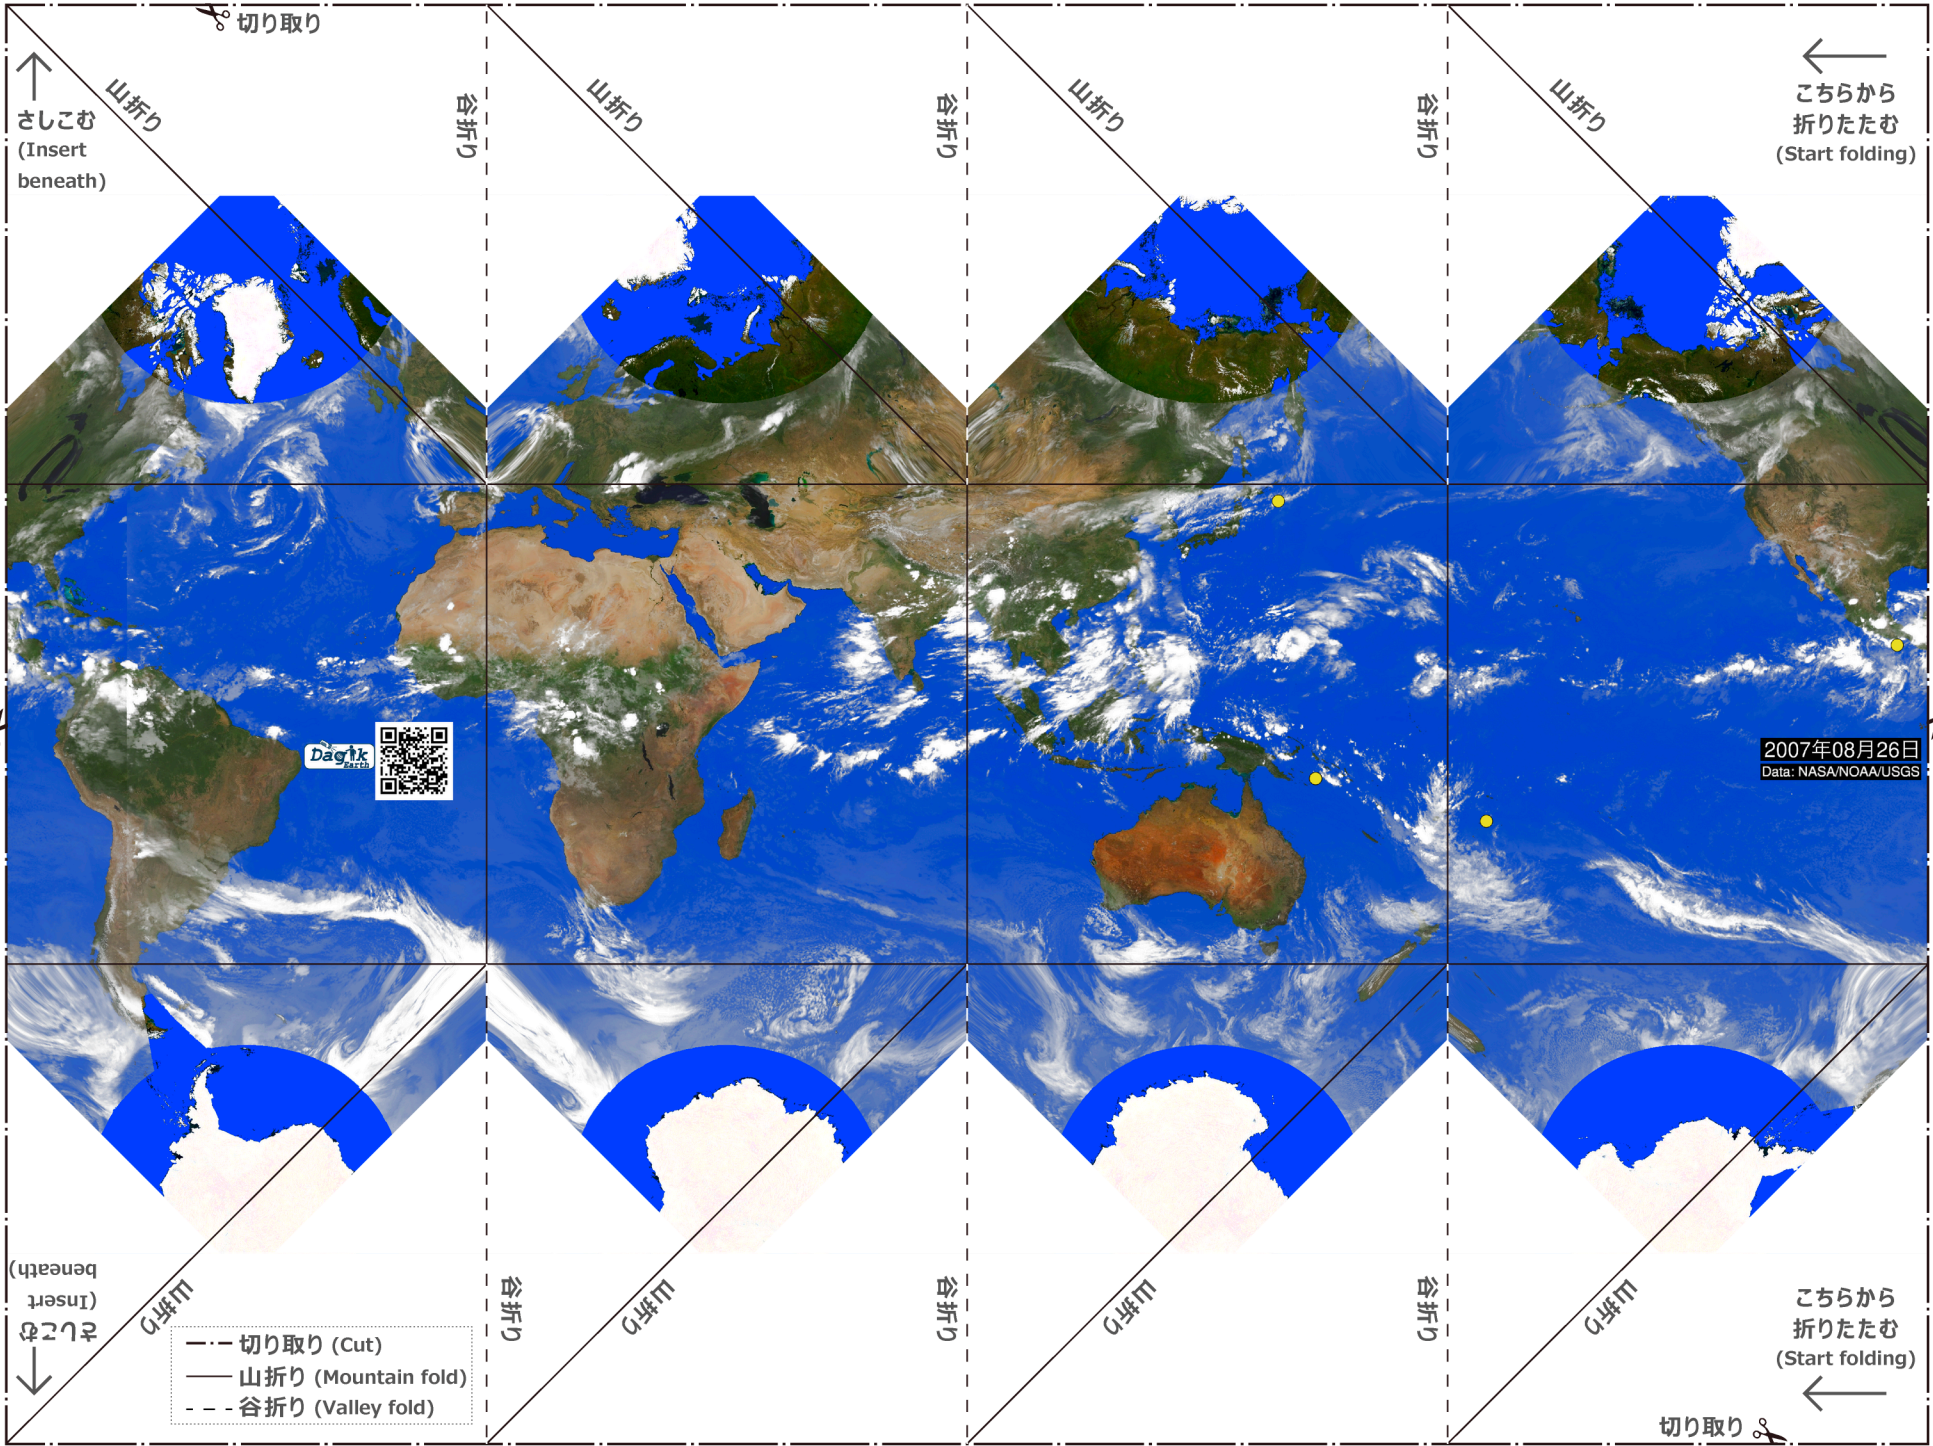 切り取り
山折り
谷折り
山折り
谷折り
山折り
谷折り
山折り
さしこむ
(Insert
beneath)
こちらから
折りたたむ
(Start folding)
Dagik
Earth
2007年08月26日
Data: NASA/NOAA/USGS
さしこむ
(Insert
beneath)
山折り
谷折り
山折り
谷折り
山折り
谷折り
山折り
こちらから
折りたたむ
(Start folding)
切り取り (Cut)
山折り (Mountain fold)
谷折り (Valley fold)
切り取り